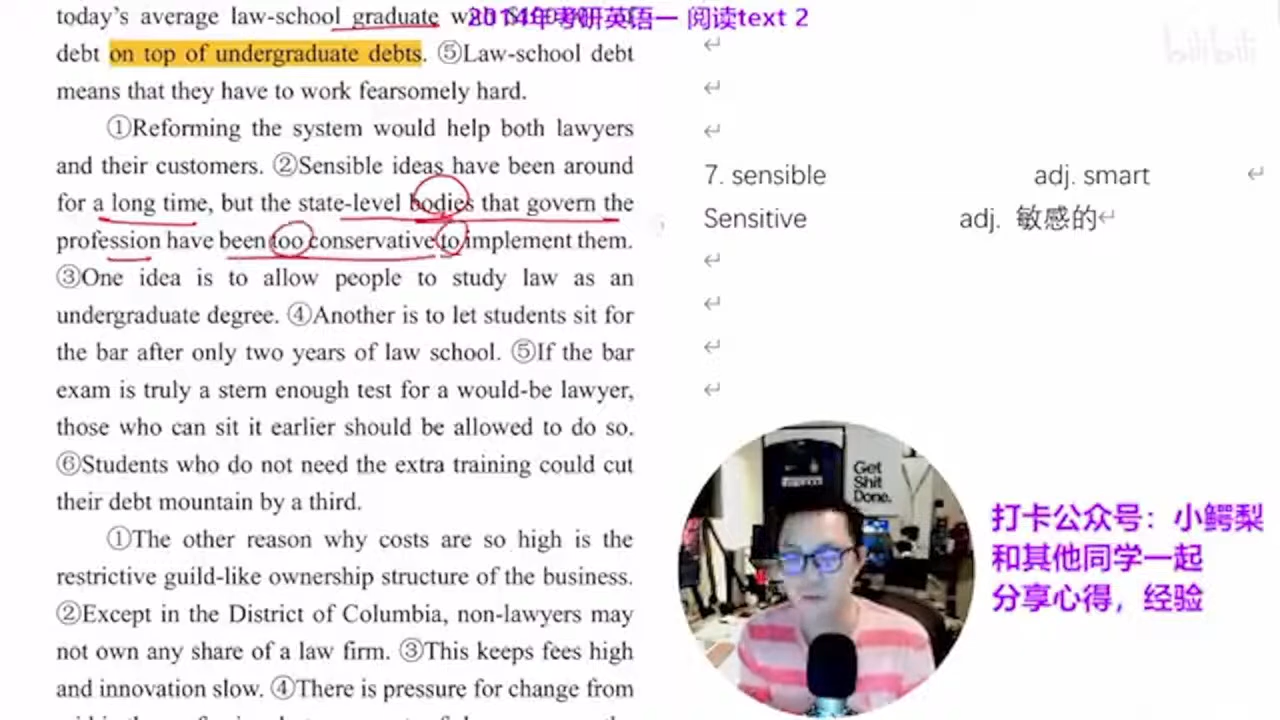 today's average law-school graduate
2014年考研英语一 阅读text 2
debt on top of undergraduate debts. ⑤Law-school debt
means that they have to work fearsomely hard.
①Reforming the system would help both lawyers
and their customers. ②Sensible ideas have been around
for a long time, but the state-level bodies that govern the
profession have been too conservative to implement them.
③One idea is to allow people to study law as an
undergraduate degree. ④Another is to let students sit for
the bar after only two years of law school. ⑤If the bar
exam is truly a stern enough test for a would-be lawyer,
those who can sit it earlier should be allowed to do so.
⑥Students who do not need the extra training could cut
their debt mountain by a third.
①The other reason why costs are so high is the
restrictive guild-like ownership structure of the business.
②Except in the District of Columbia, non-lawyers may
not own any share of a law firm. ③This keeps fees high
and innovation slow. ④There is pressure for change from
bilibili
7. sensible adj. smart
Sensitive adj. 敏感的
Get
Shit
Done.
打卡公众号：小鳄梨
和其他同学一起
分享心得，经验